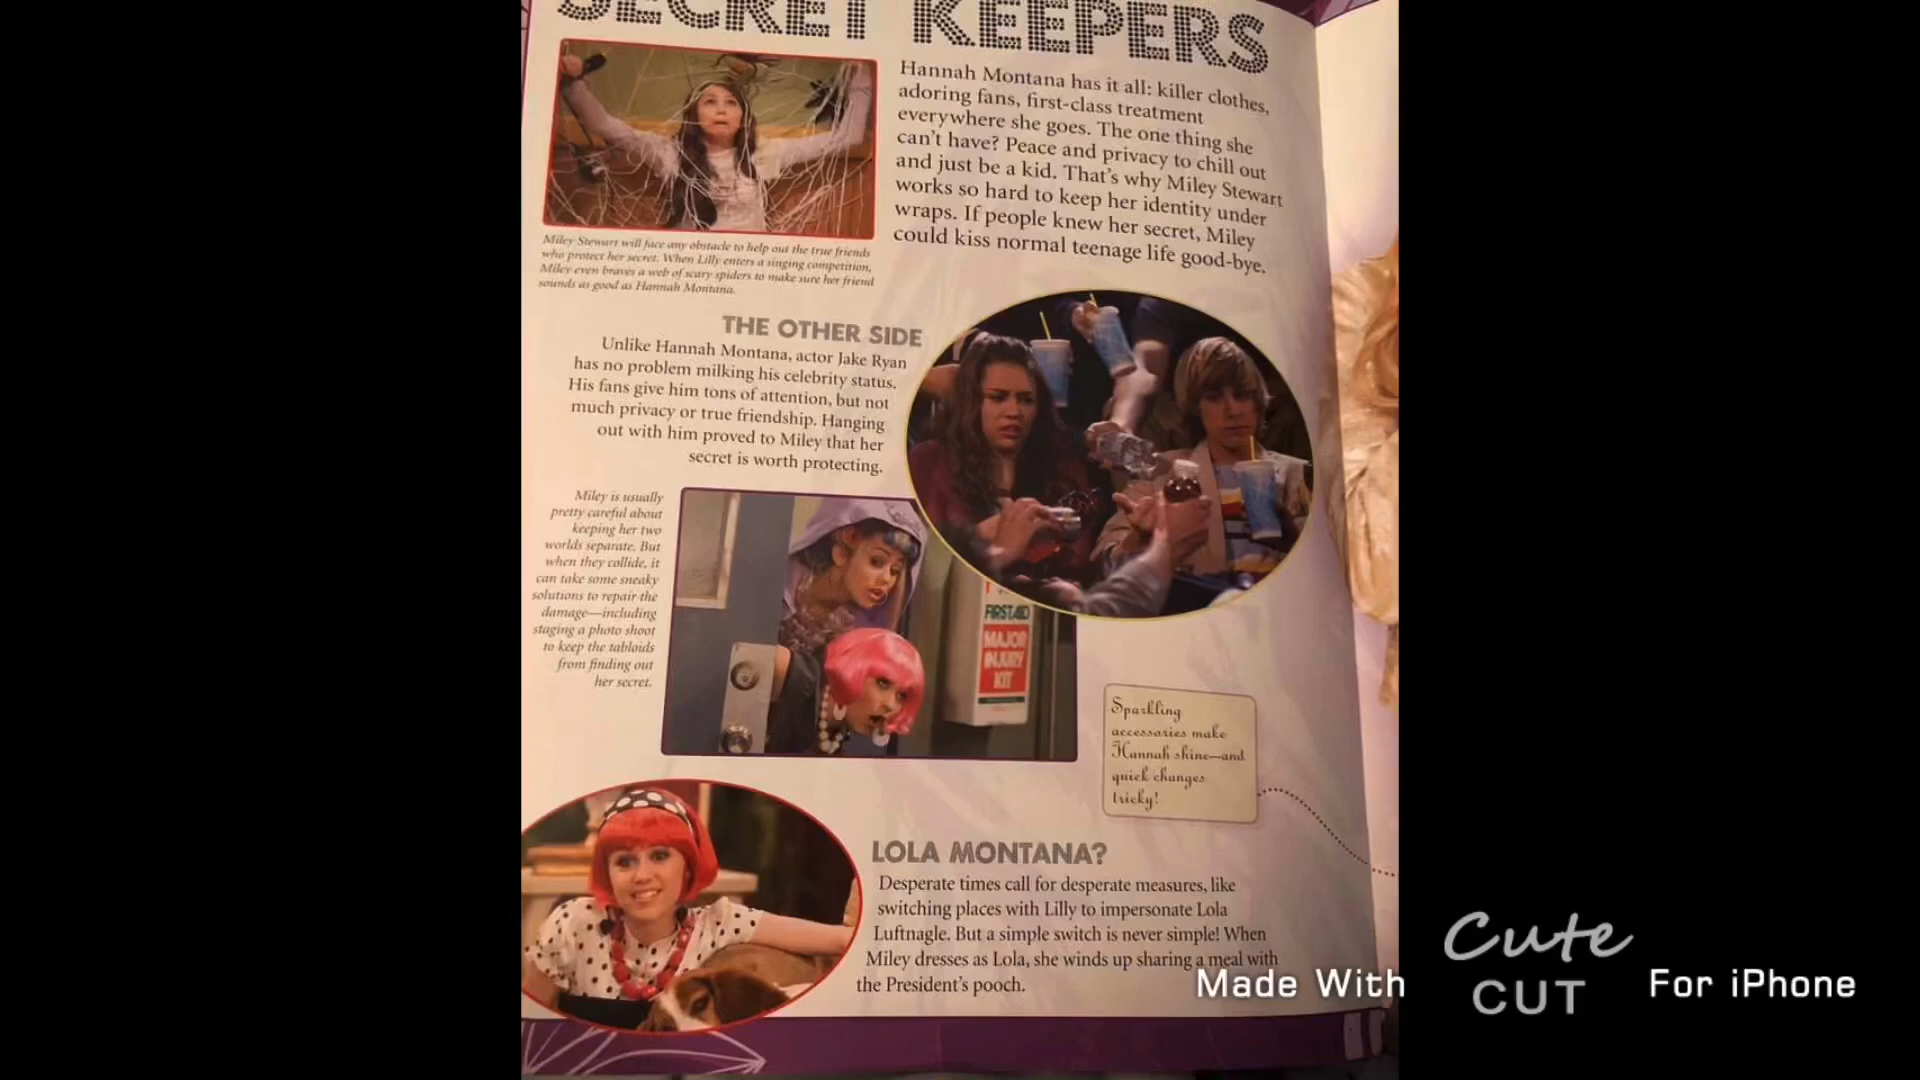 SECRET KEEPERS
Hannah Montana has it all: killer clothes,
adoring fans, first-class treatment
everywhere she goes. The one thing she
can't have? Peace and privacy to chill out
and just be a kid. That's why Miley Stewart
works so hard to keep her identity under
wraps. If people knew her secret, Miley
could kiss normal teenage life good-bye.
Miley Stewart will face any obstacle to help out the true friends
who protect her secret. When Lilly enters a singing competition,
Miley even braves a web of scary spiders to make sure her friend
sounds as good as Hannah Montana.
THE OTHER SIDE
Unlike Hannah Montana, actor Jake Ryan
has no problem milking his celebrity status.
His fans give him tons of attention, but not
much privacy or true friendship. Hanging
out with him proved to Miley that her
secret is worth protecting.
Miley is usually
pretty careful about
keeping her two
worlds separate. But
when they collide, it
can take some sneaky
solutions to repair the
damage—including
staging a photo shoot
to keep the tabloids
from finding out
her secret.
FIRST AID
MAJOR
INJURY
KIT
Sparkling
accessories make
Hannah shine—and
quick changes
tricky!
LOLA MONTANA?
Desperate times call for desperate measures, like
switching places with Lilly to impersonate Lola
Luftnagle. But a simple switch is never simple! When
Miley dresses as Lola, she winds up sharing a meal with
the President's pooch.
Made With Cute CUT For iPhone